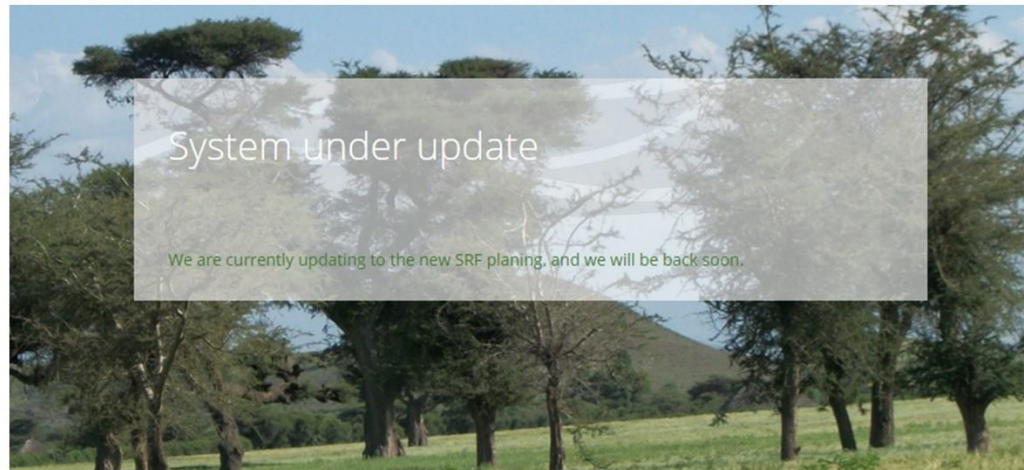 System under update
We are currently updating to the new SRF planing, and we will be back soon.